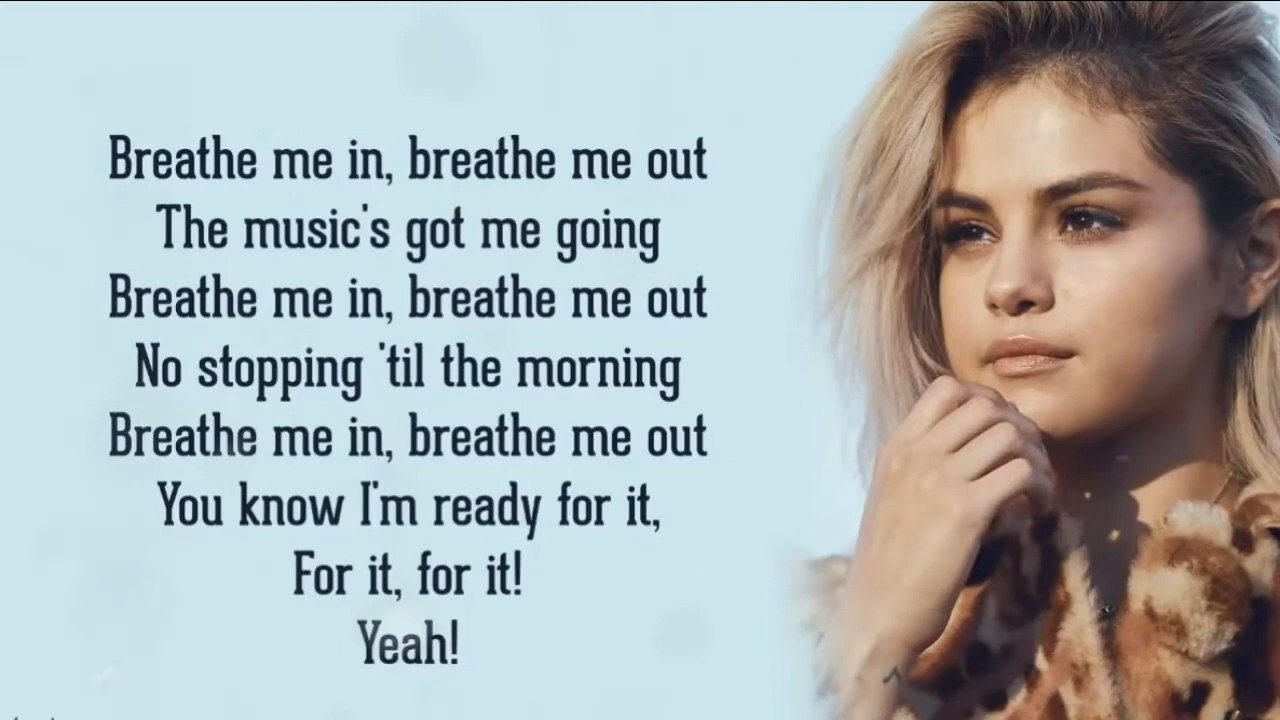 Breathe me in, breathe me out
The music's got me going
Breathe me in, breathe me out
No stopping 'til the morning
Breathe me in, breathe me out
You know I'm ready for it,
For it, for it!
Yeah!